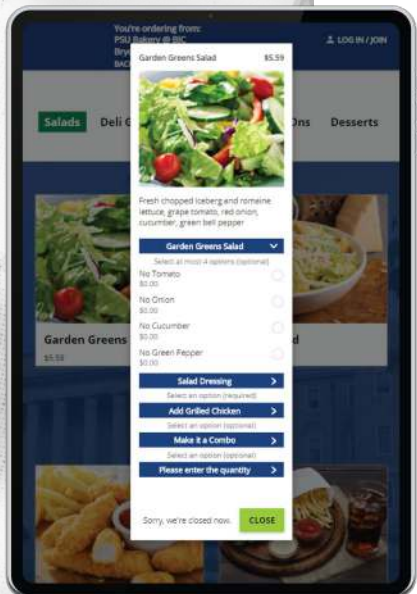 You're ordering from:
PSU Bakery @ BJC
LOG IN / JOIN
Garden Greens Salad $5.59
Salads
Deli
Desserts
Fresh chopped iceberg and romaine
lettuce, grape tomato, red onion,
cucumber, green bell pepper
Garden Greens Salad
Select at most 4 options (optional)
No Tomato
$0.00
No Onion
$0.00
No Cucumber
$0.00
No Green Pepper
$0.00
Salad Dressing
Select an option (required)
Add Grilled Chicken
Select an option (optional)
Make it a Combo
Select an option (optional)
Please enter the quantity
Sorry, we're closed now. CLOSE
Garden Greens
$5.59